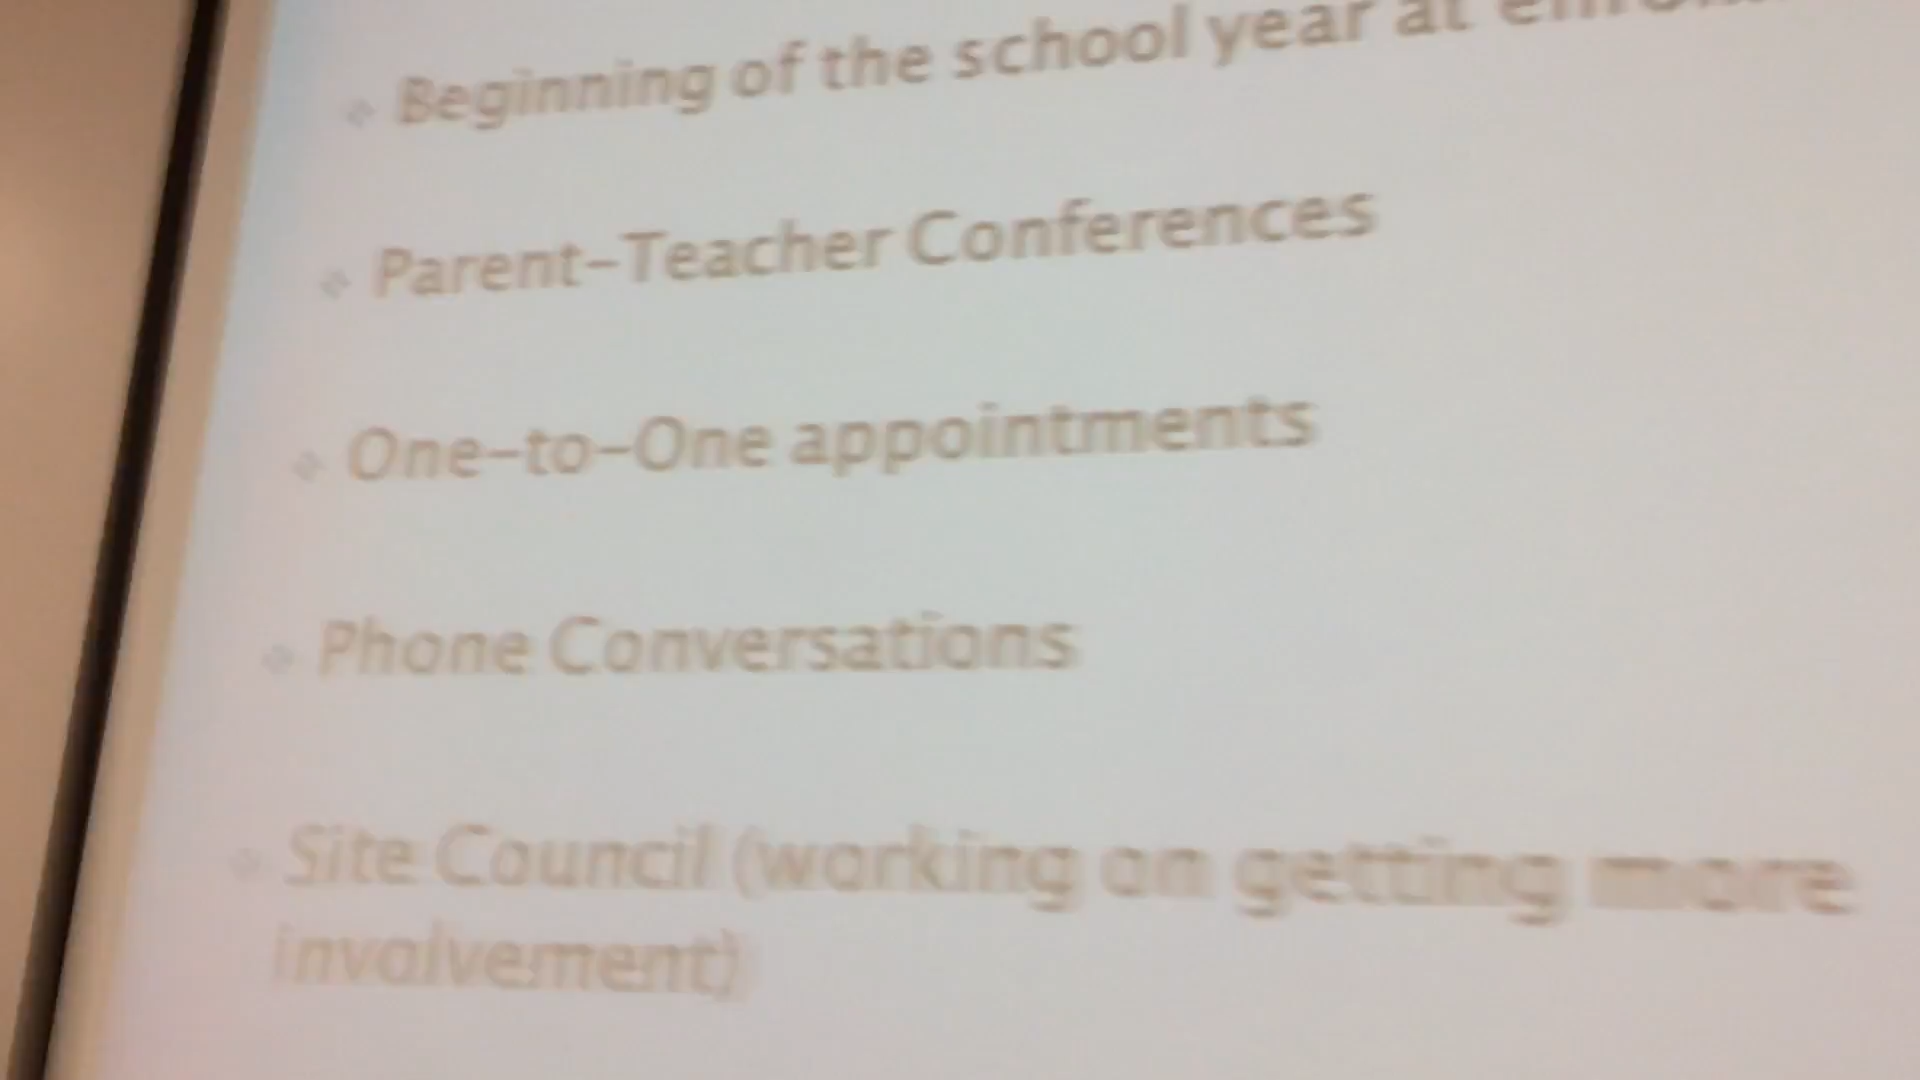 Beginning of the school year at
Parent-Teacher Conferences
One-to-One appointments
Phone Conversations
Site Council (working on getting more
involvement)